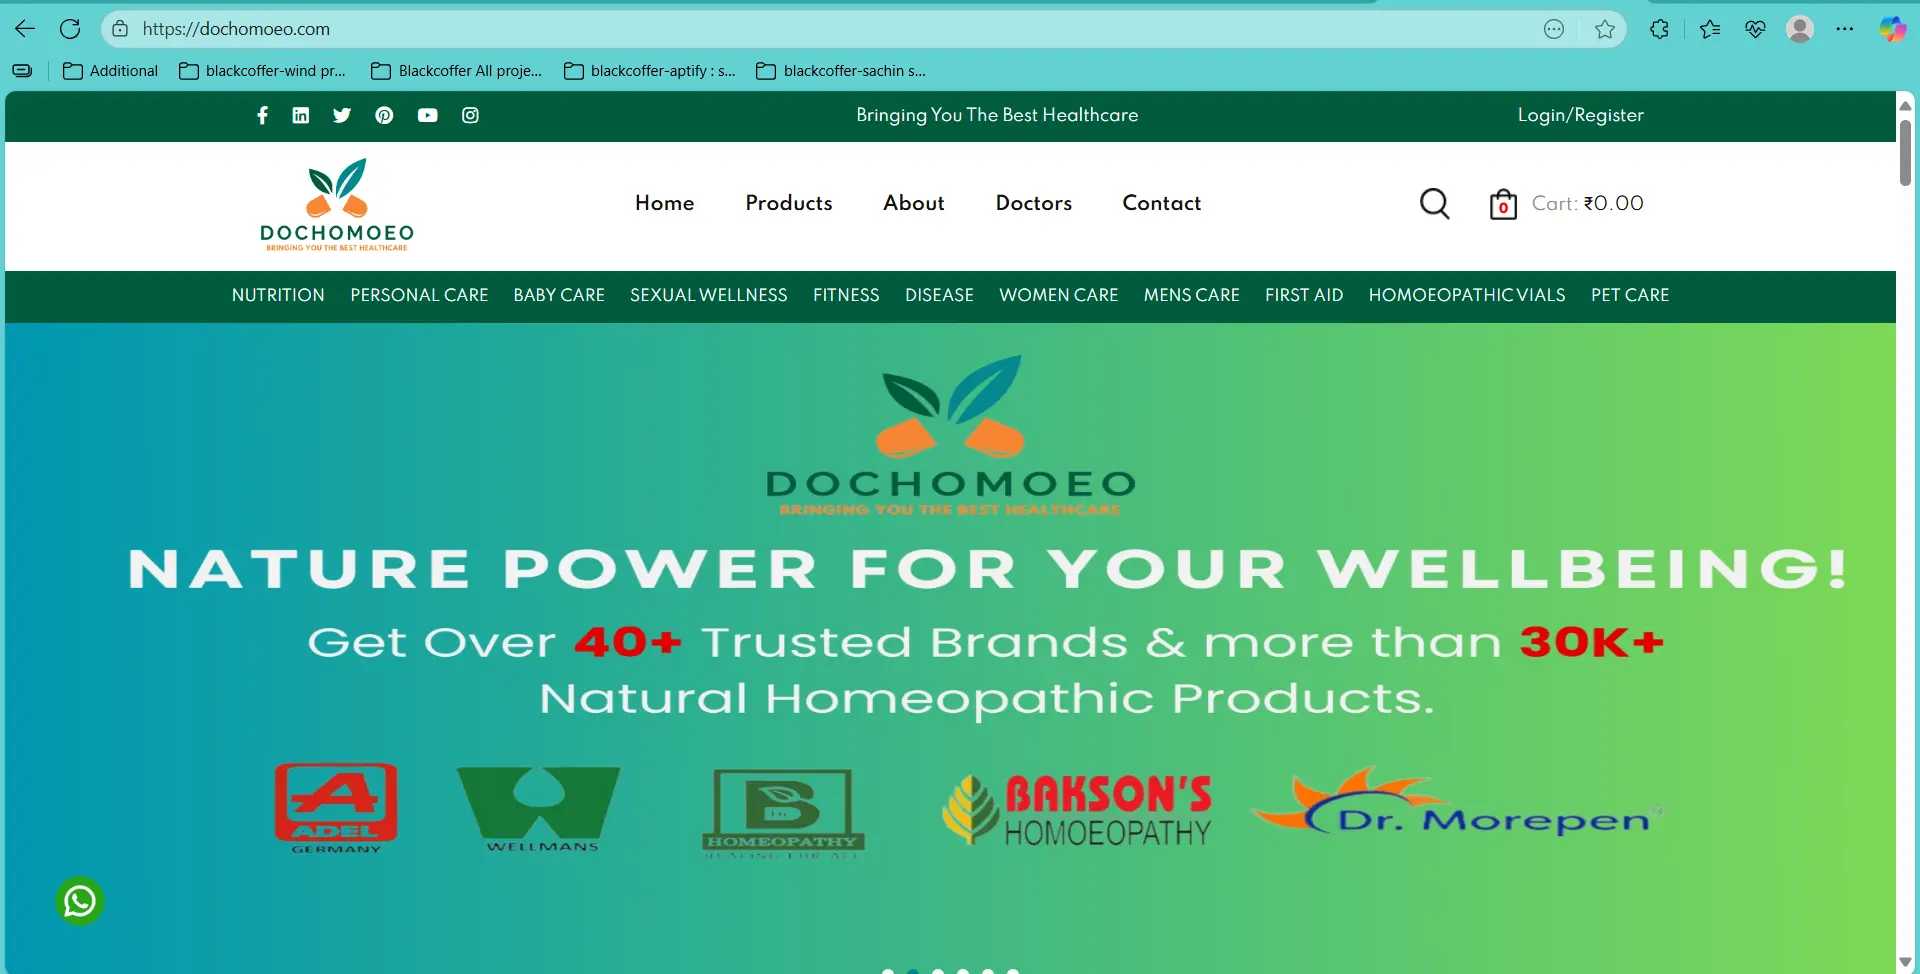 https://dochomoeo.com
Additional
blackcoffer-wind pr...
Blackcoffer All proje...
blackcoffer-aptify : s...
blackcoffer-sachin s...
Bringing You The Best Healthcare
Login/Register
DOCHOMOEO
BRINGING YOU THE BEST HEALTHCARE
Home
Products
About
Doctors
Contact
0
Cart: ₹0.00
NUTRITION
PERSONAL CARE
BABY CARE
SEXUAL WELLNESS
FITNESS
DISEASE
WOMEN CARE
MENS CARE
FIRST AID
HOMOEOPATHIC VIALS
PET CARE
DOCHOMOEO
BRINGING YOU THE BEST HEALTHCARE
NATURE POWER FOR YOUR WELLBEING!
Get Over 40+ Trusted Brands & more than 30K+
Natural Homeopathic Products.
A
ADEL
GERMANY
W
WELLMANS
B
HOMEOPATHY
HEALING FOR ALL
BAKSON'S
HOMOEOPATHY
Dr. Morepen